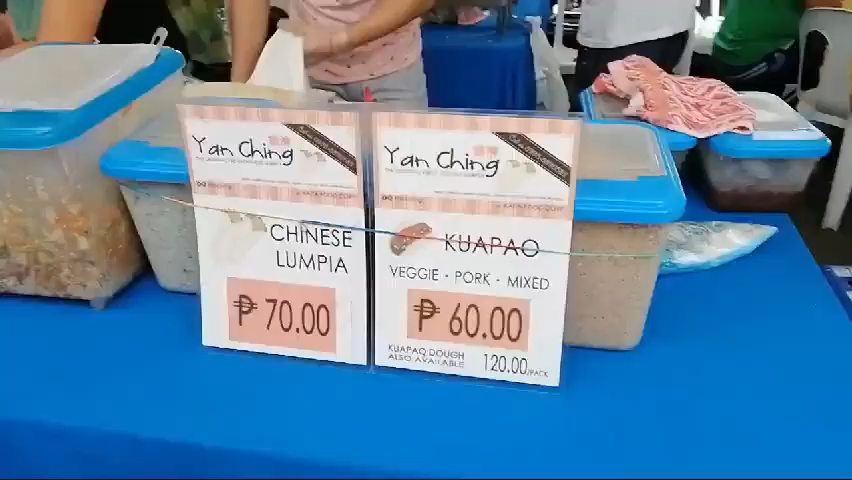 Yan Ching
CHINESE
LUMPIA
₱ 70.00
Yan Ching
KUAPAO
VEGGIE • PORK • MIXED
₱ 60.00
KUAPAO DOUGH
ALSO AVAILABLE 120.00/PACK